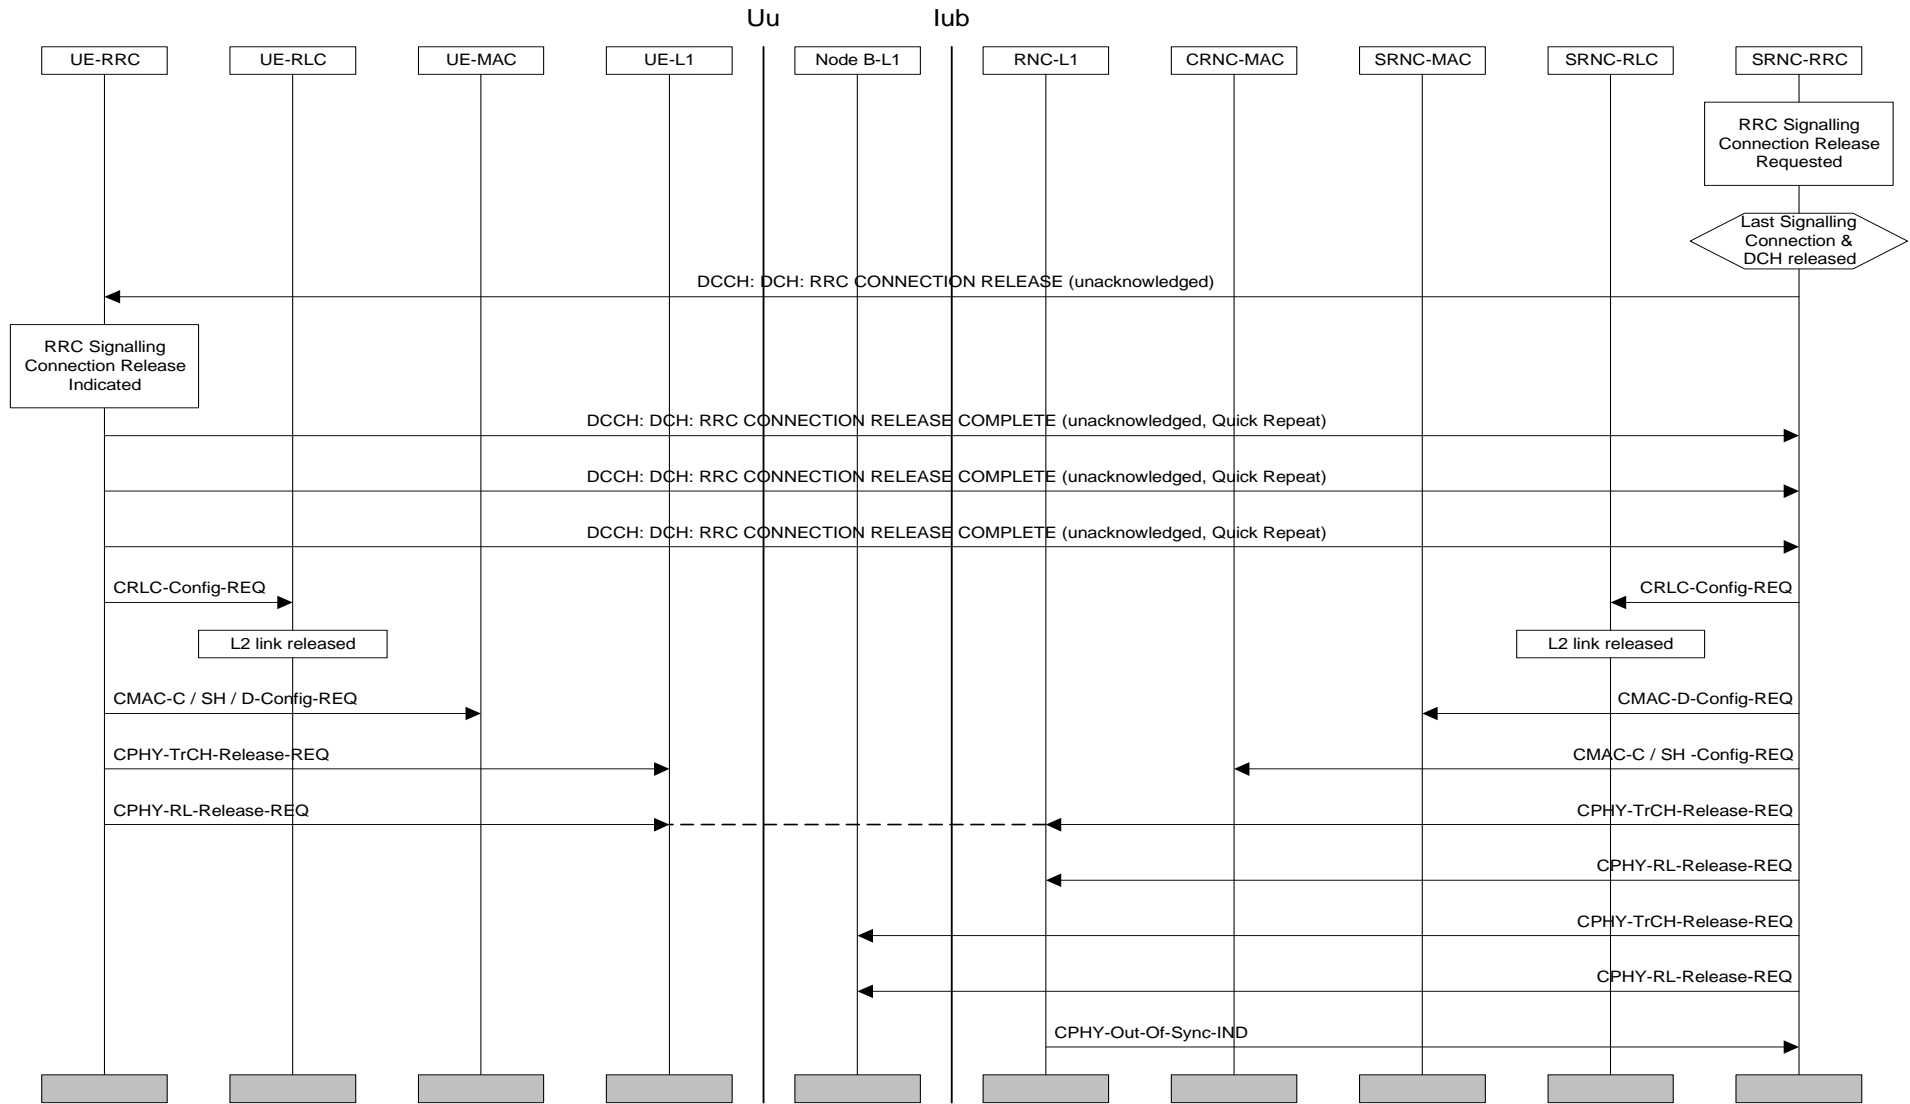 Uu
Iub
UE-RRC
UE-RLC
UE-MAC
UE-L1
Node B-L1
RNC-L1
CRNC-MAC
SRNC-MAC
SRNC-RLC
SRNC-RRC
RRC Signalling
Connection Release
Requested
Last Signalling
Connection &
DCH released
DCCH: DCH: RRC CONNECTION RELEASE (unacknowledged)
RRC Signalling
Connection Release
Indicated
DCCH: DCH: RRC CONNECTION RELEASE COMPLETE (unacknowledged, Quick Repeat)
DCCH: DCH: RRC CONNECTION RELEASE COMPLETE (unacknowledged, Quick Repeat)
DCCH: DCH: RRC CONNECTION RELEASE COMPLETE (unacknowledged, Quick Repeat)
CRLC-Config-REQ
CRLC-Config-REQ
L2 link released
L2 link released
CMAC-C / SH / D-Config-REQ
CMAC-D-Config-REQ
CPHY-TrCH-Release-REQ
CMAC-C / SH -Config-REQ
CPHY-RL-Release-REQ
CPHY-TrCH-Release-REQ
CPHY-RL-Release-REQ
CPHY-TrCH-Release-REQ
CPHY-RL-Release-REQ
CPHY-Out-Of-Sync-IND